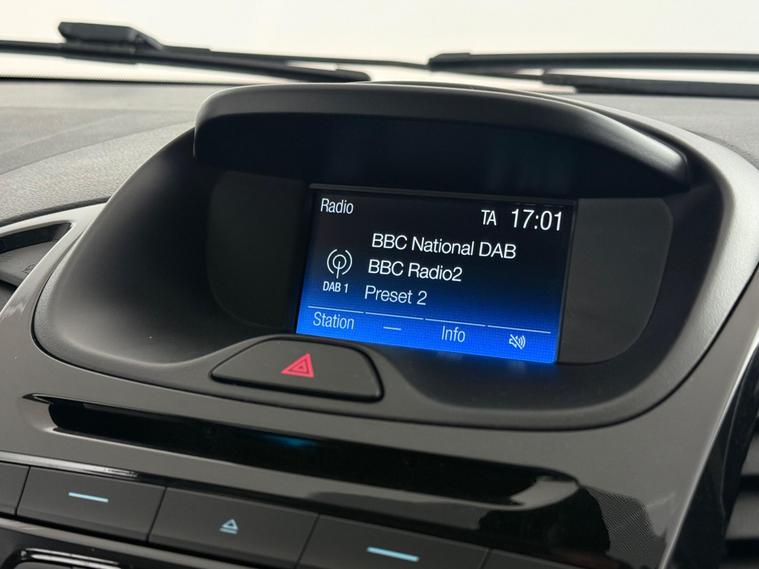 Radio TA 17:01
BBC National DAB
BBC Radio2
DAB 1 Preset 2
Station — Info